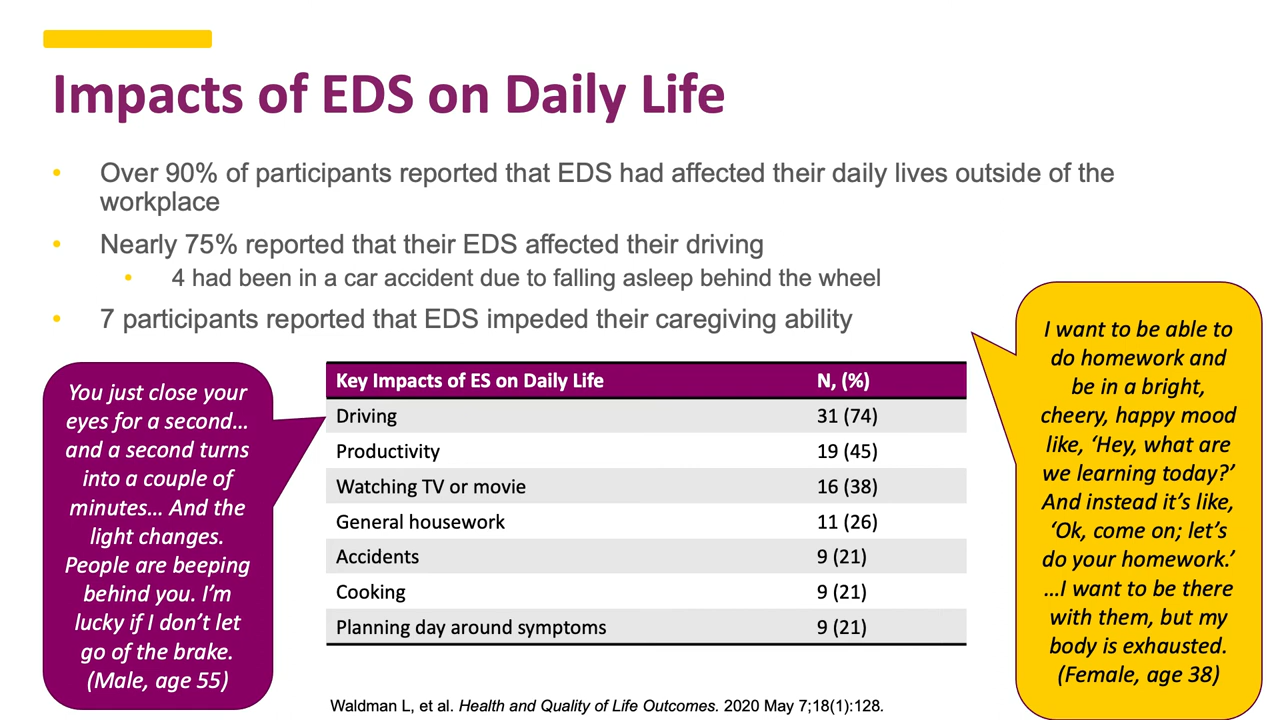 Impacts of EDS on Daily Life
• Over 90% of participants reported that EDS had affected their daily lives outside of the
workplace
• Nearly 75% reported that their EDS affected their driving
• 4 had been in a car accident due to falling asleep behind the wheel
• 7 participants reported that EDS impeded their caregiving ability
You just close your
eyes for a second…
and a second turns
into a couple of
minutes… And the
light changes.
People are beeping
behind you. I’m
lucky if I don’t let
go of the brake.
(Male, age 55)
Key Impacts of ES on Daily Life N, (%)
Driving 31 (74)
Productivity 19 (45)
Watching TV or movie 16 (38)
General housework 11 (26)
Accidents 9 (21)
Cooking 9 (21)
Planning day around symptoms 9 (21)
I want to be able to
do homework and
be in a bright,
cheery, happy mood
like, ‘Hey, what are
we learning today?’
And instead it’s like,
‘Ok, come on; let’s
do your homework.’
…I want to be there
with them, but my
body is exhausted.
(Female, age 38)
Waldman L, et al. Health and Quality of Life Outcomes. 2020 May 7;18(1):128.